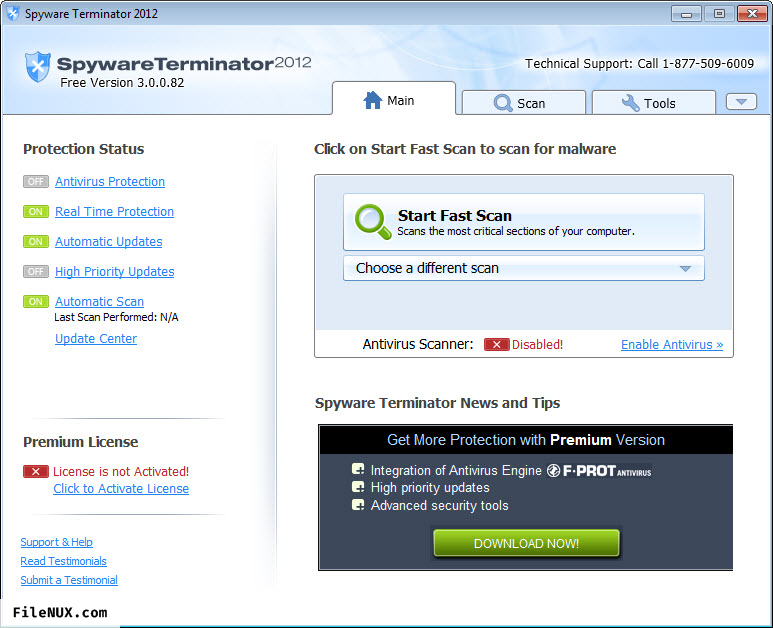 Spyware Terminator 2012
SpywareTerminator2012
Free Version 3.0.0.82
Technical Support: Call 1-877-509-6009
Main
Scan
Tools
Protection Status
OFF Antivirus Protection
ON Real Time Protection
ON Automatic Updates
OFF High Priority Updates
ON Automatic Scan
Last Scan Performed: N/A
Update Center
Premium License
License is not Activated!
Click to Activate License
Support & Help
Read Testimonials
Submit a Testimonial
Click on Start Fast Scan to scan for malware
Start Fast Scan
Scans the most critical sections of your computer.
Choose a different scan
Antivirus Scanner: Disabled! Enable Antivirus »
Spyware Terminator News and Tips
Get More Protection with Premium Version
Integration of Antivirus Engine F-PROT ANTIVIRUS
High priority updates
Advanced security tools
DOWNLOAD NOW!
FileNUX.com